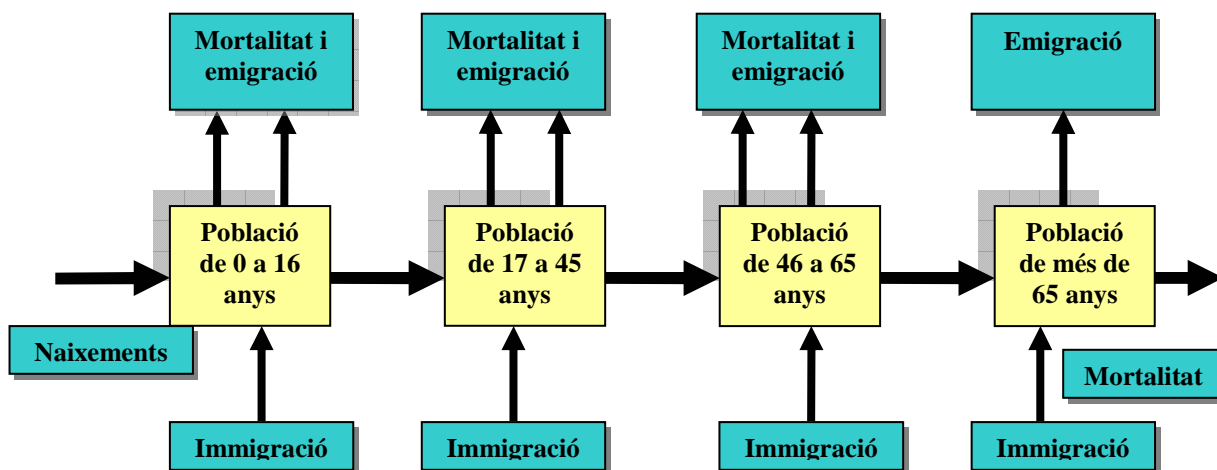 Mortalitat i
emigració
Mortalitat i
emigració
Mortalitat i
emigració
Emigració
Població
de 0 a 16
anys
Població
de 17 a 45
anys
Població
de 46 a 65
anys
Població
de més de
65 anys
Naixements
Mortalitat
Immigració
Immigració
Immigració
Immigració